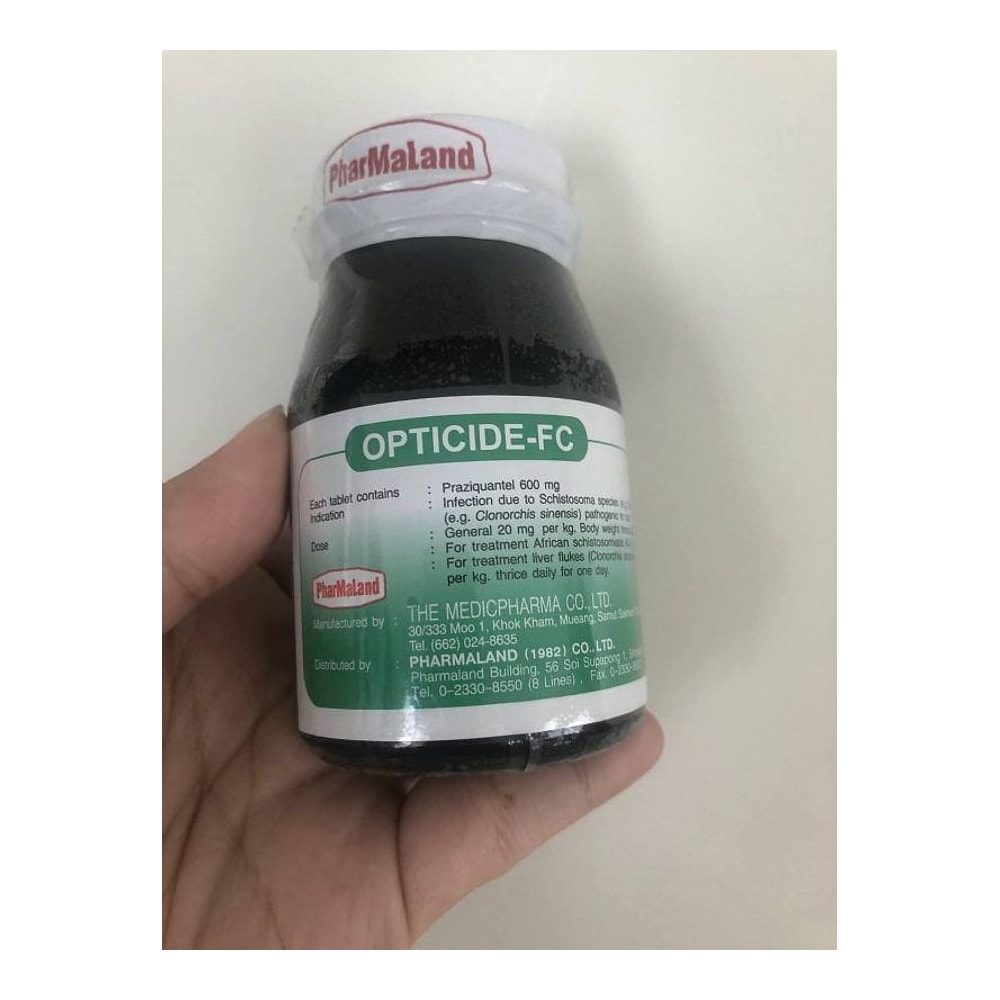 PharMaLand
OPTICIDE-FC
Each tablet contains : Praziquantel 600 mg
Indication : Infection due to Schistosoma species
(e.g. Clonorchis sinensis) pathogenic to
Dose : General 20 mg per kg. Body weight
: For treatment African schistosomiasis
: For treatment liver flukes (Clonorchis
per kg. thrice daily for one day.
PharMaLand
Manufactured by : THE MEDICPHARMA CO.,LTD.
30/333 Moo 1, Khok Kham, Mueang, Samut
Tel. (662) 024-8635
Distributed by : PHARMALAND (1982) CO.,LTD.
Pharmaland Building, 56 Soi Supapong 1,
Tel. 0-2330-8550 (8 Lines) , Fax.